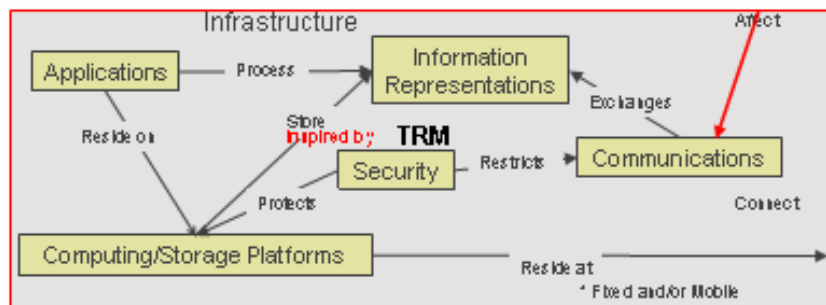 Infrastructure
Affect
Applications
Process
Information
Representations
Exchanges
Store
Reside on
Inspired by:
TRM
Security
Restricts
Communications
Protects
Connect
Computing/Storage Platforms
Reside at
* Fixed and/or Mobile